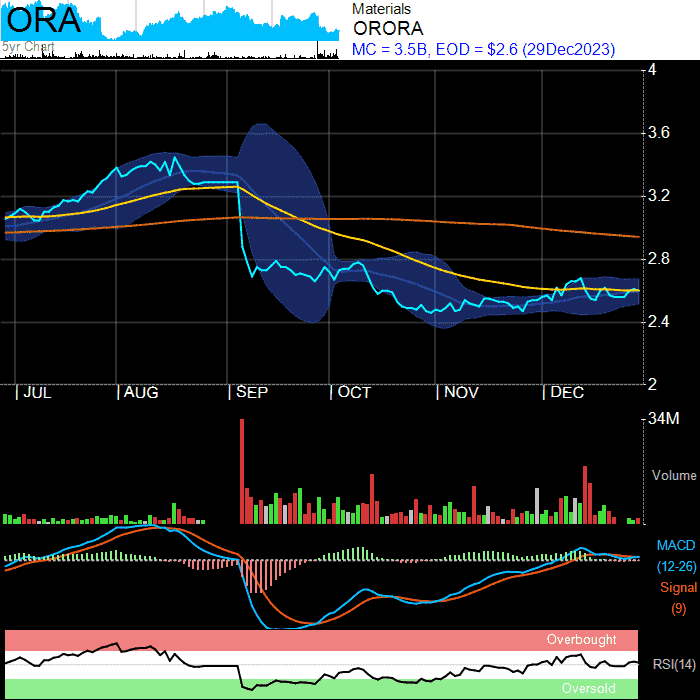 ORA
5yr Chart
Materials
ORORA
MC = 3.5B, EOD = $2.6 (29Dec2023)
4
3.6
3.2
2.8
2.4
2
JUL AUG SEP OCT NOV DEC
34M
Volume
MACD
(12-26)
Signal
(9)
Overbought
RSI(14)
Oversold